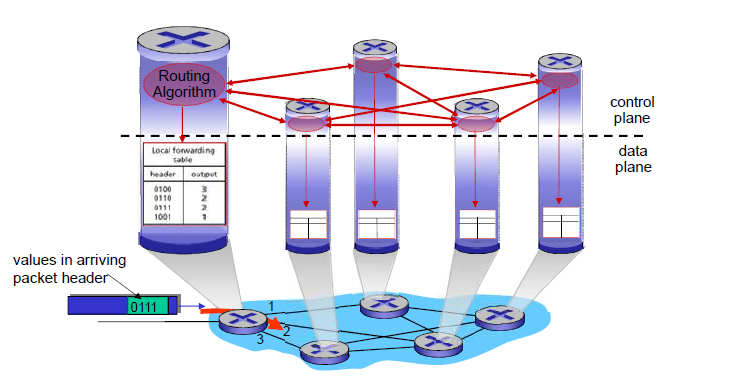 Routing
Algorithm
control
plane
data
plane
Local forwarding
table
header output
0100 3
0110 2
0111 2
1001 1
values in arriving
packet header
0111
1
2
3